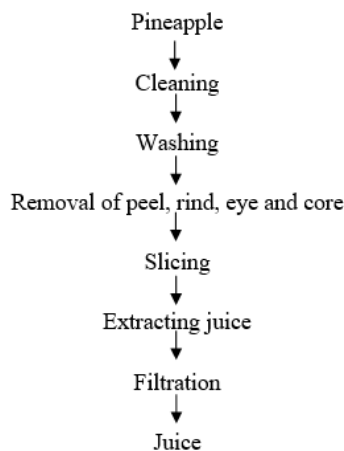 Pineapple
Cleaning
Washing
Removal of peel, rind, eye and core
Slicing
Extracting juice
Filtration
Juice